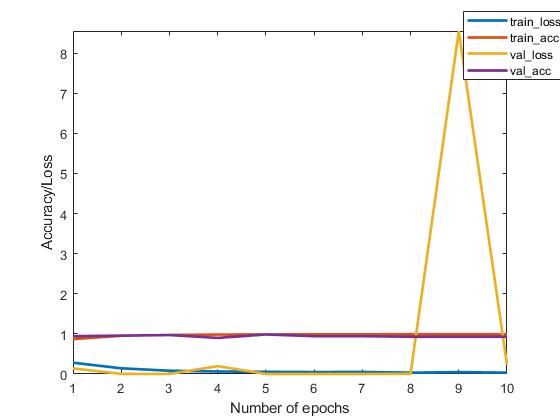 train_loss
train_acc
val_loss
val_acc
8
7
6
5
4
3
2
1
0
Accuracy/Loss
1 2 3 4 5 6 7 8 9 10
Number of epochs